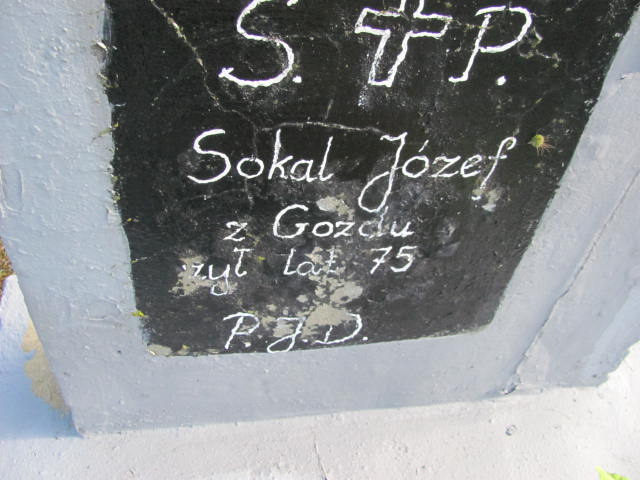 S. P.
Sokal Józef
z Gozdu
żył lat 75
P.J.D.